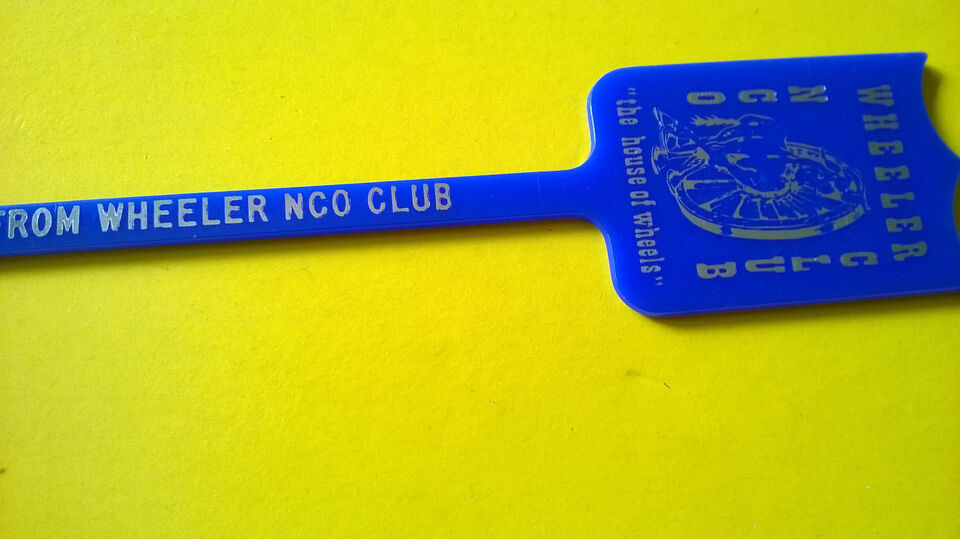 FROM WHEELER NCO CLUB
WHEELER
NCO
CLUB
"the house of wheels"